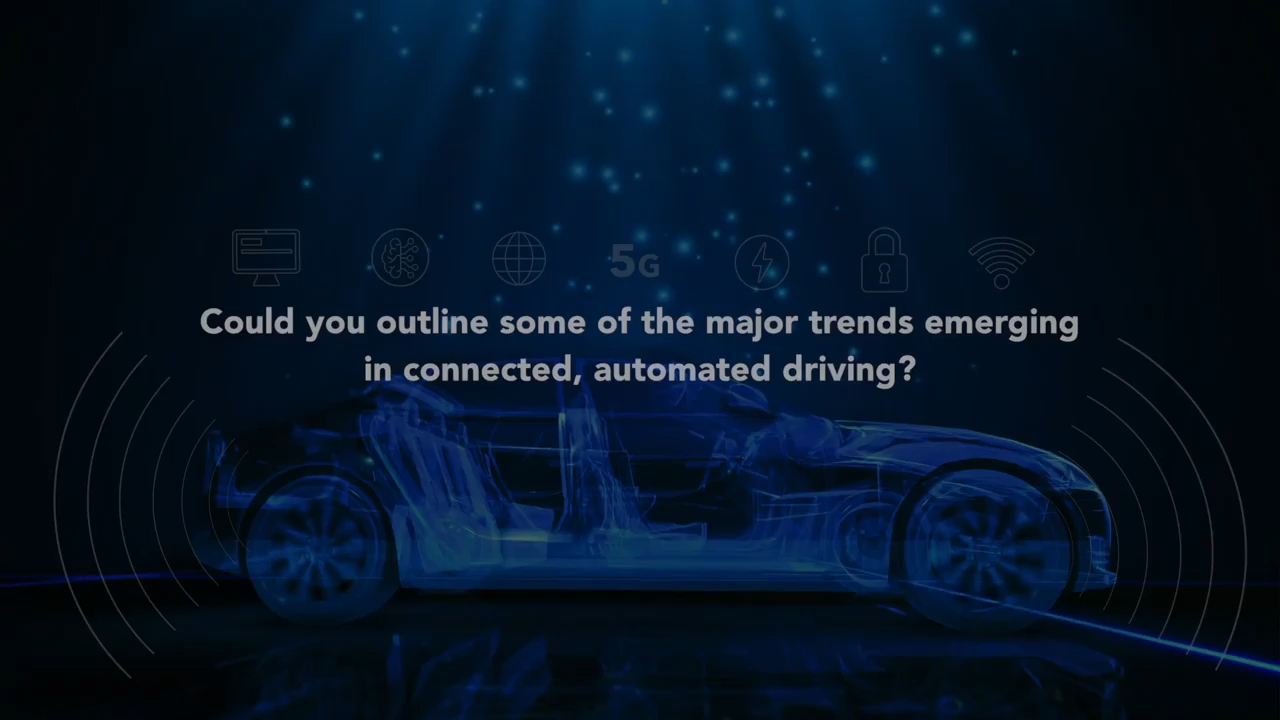 5G
Could you outline some of the major trends emerging
in connected, automated driving?